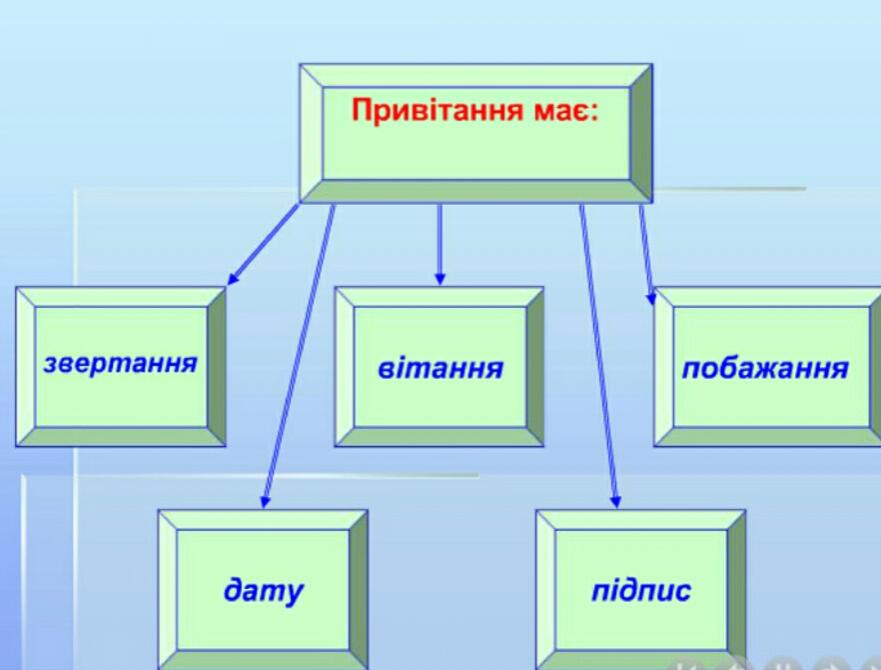 Привітання має:
звертання
вітання
побажання
дату
підпис